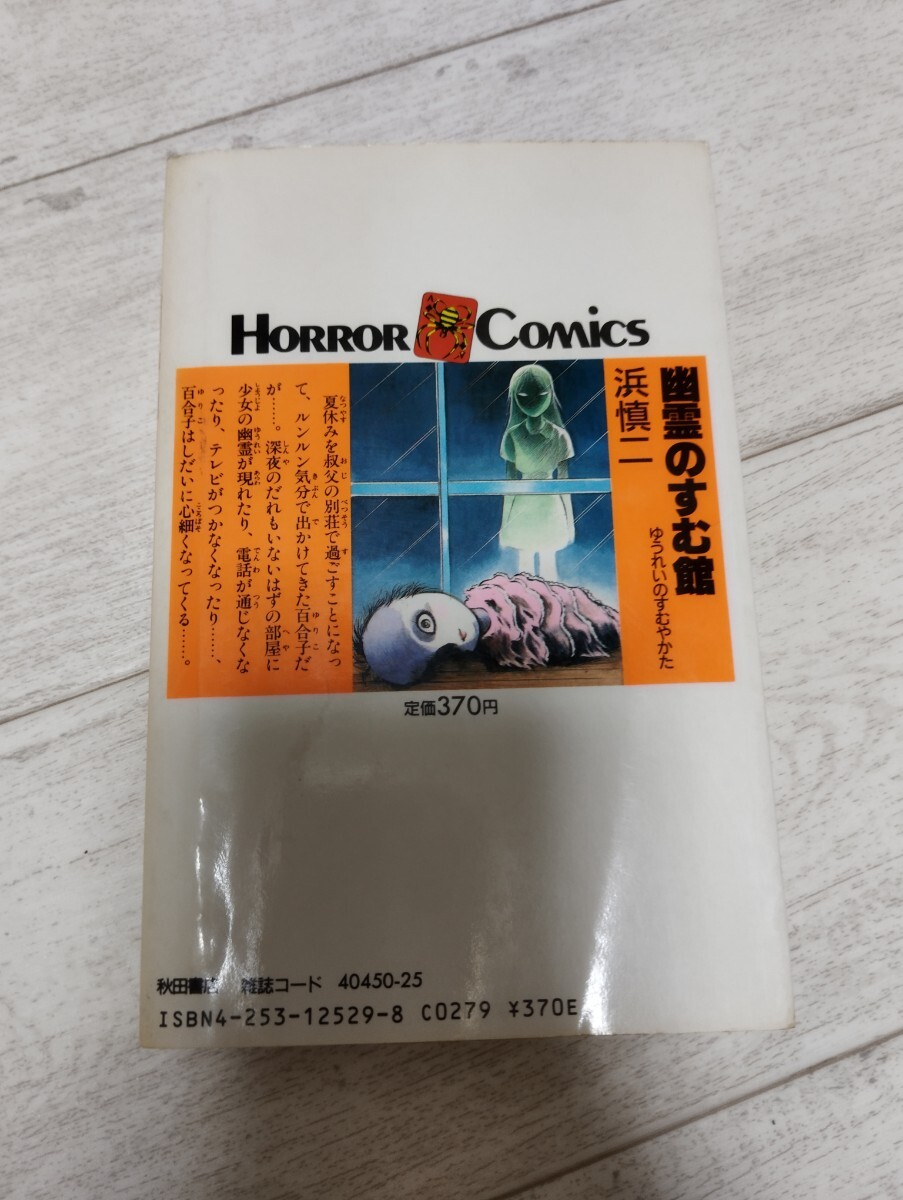 HORROR COMICS
幽霊のすむ館
ゆうれいのすむやかた
浜慎二
夏休みを叔父の別荘で過ごすことになっ
て、ルンルン気分で出かけてきた百合子だ
が……。深夜のだれもいないはずの部屋に
少女の幽霊が現れたり、電話が通じなくな
ったり、テレビがつかなくなったり……、
百合子はしだいに心細くなってくる……。
定価370円
秋田書店 雑誌コード 40450-25
ISBN4-253-12529-8 C0279 ¥370E